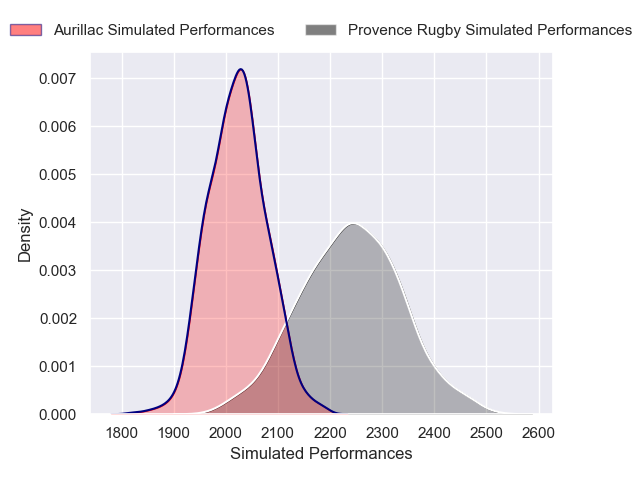 Aurillac Simulated Performances Provence Rugby Simulated Performances
0.007
0.006
0.005
0.004
0.003
0.002
0.001
0.000
Density
1800 1900 2000 2100 2200 2300 2400 2500 2600
Simulated Performances